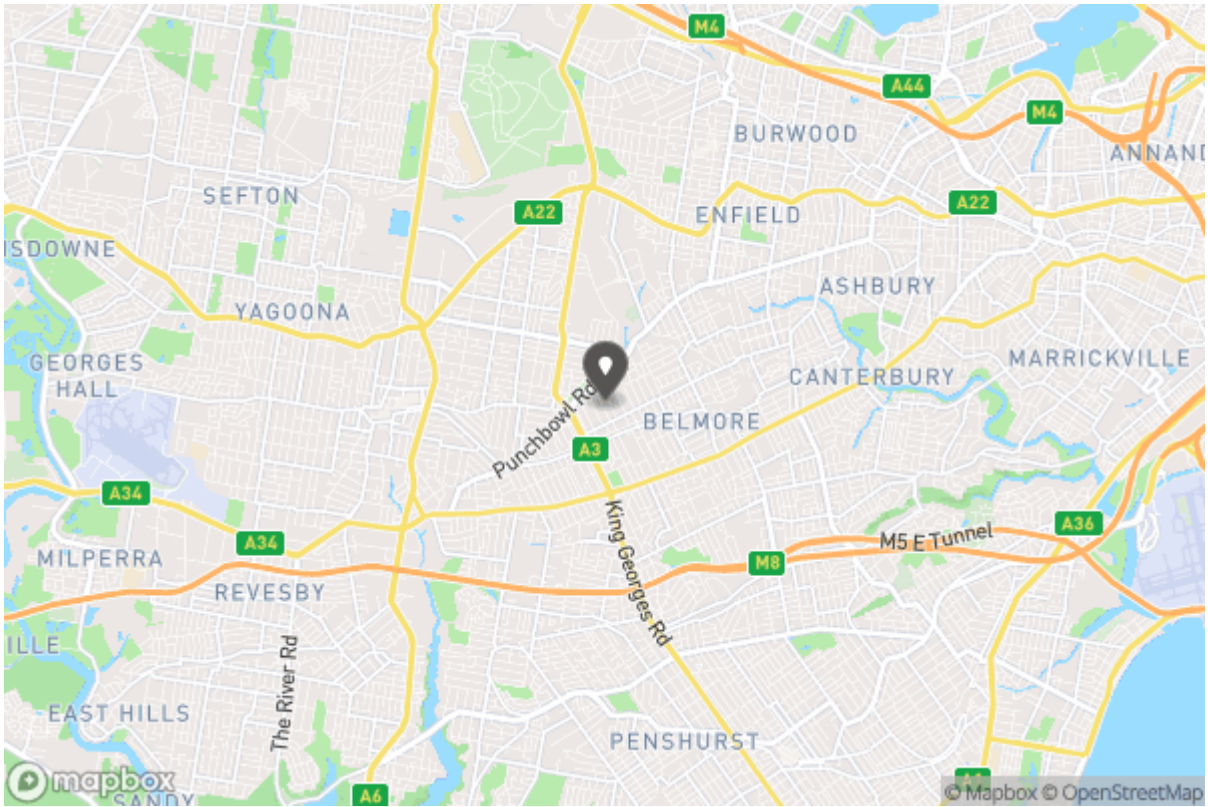 M4
A44
M4
BURWOOD
ANNAND
SEFTON
A22
ENFIELD
A22
ISDOWNE
YAGOONA
ASHBURY
GEORGES
HALL
MARRICKVILLE
CANTERBURY
Punchbowl Rd
BELMORE
A3
A34
King Georges Rd
A36
A34
M5 E Tunnel
MILPERRA
M8
REVESBY
ILLE
The River Rd
EAST HILLS
PENSHURST
mapbox
SANDY
A6
© Mapbox © OpenStreetMap